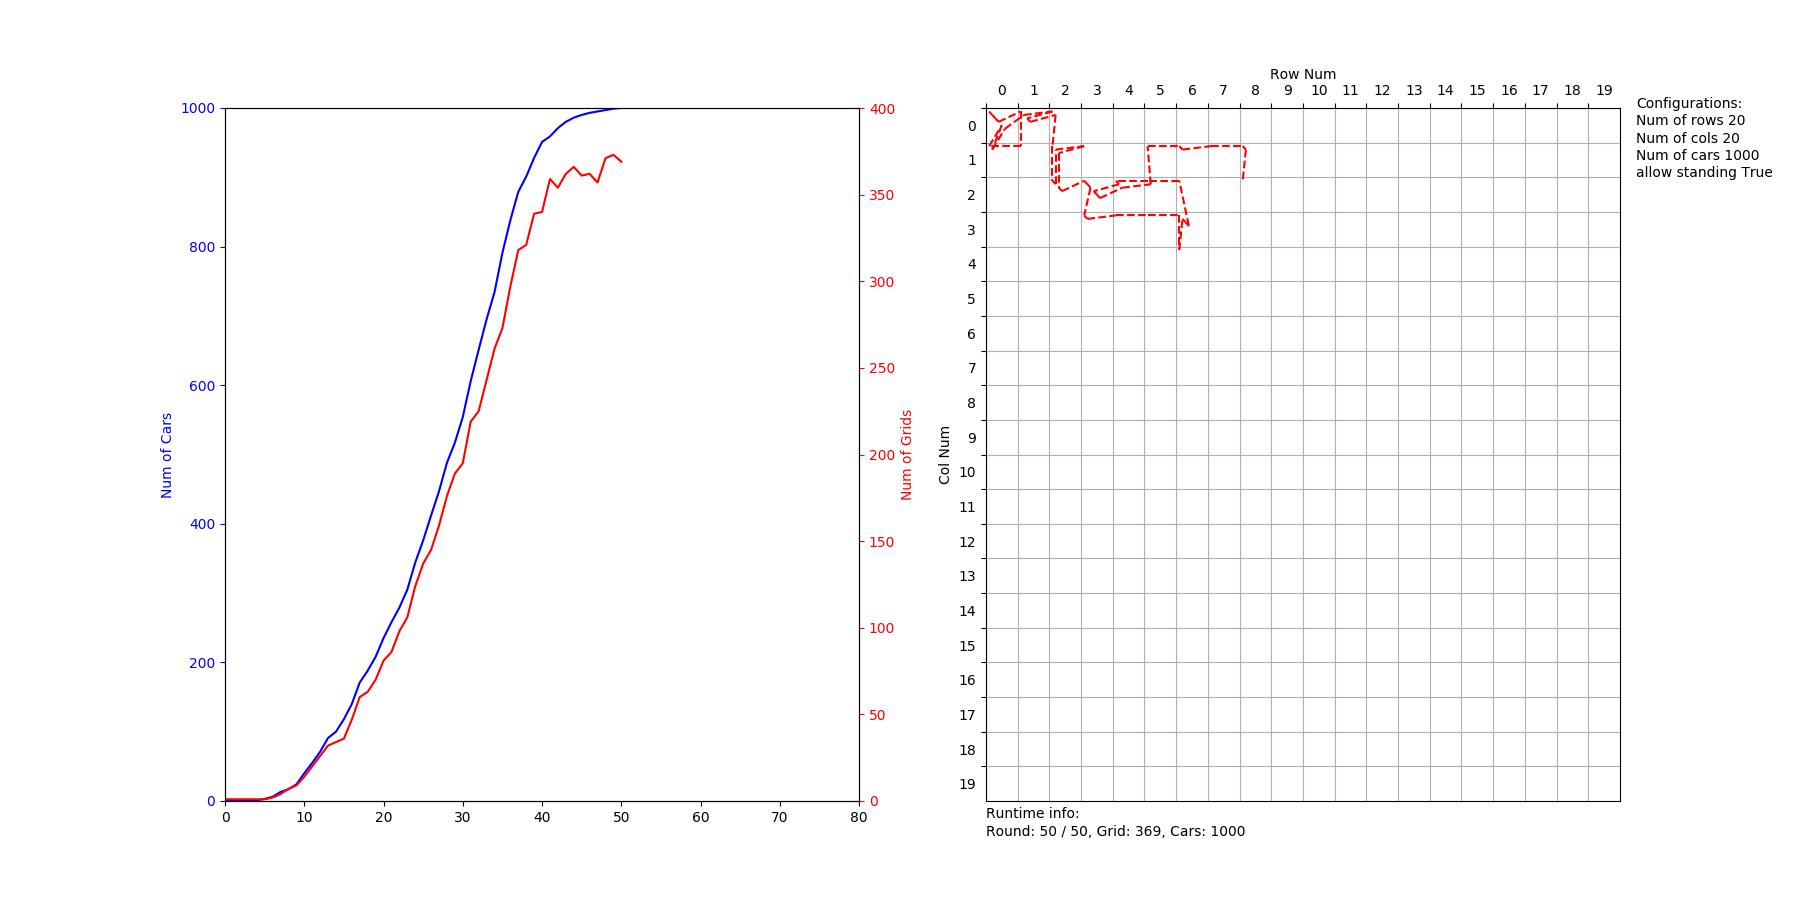 Row Num
0 1 2 3 4 5 6 7 8 9 10 11 12 13 14 15 16 17 18 19
Configurations:
Num of rows 20
Num of cols 20
Num of cars 1000
allow standing True
1000
800
600
400
200
0
Num of Cars
0 10 20 30 40 50 60 70 80
400
350
300
250
200
150
100
50
0
Num of Grids
Col Num
0
1
2
3
4
5
6
7
8
9
10
11
12
13
14
15
16
17
18
19
Runtime info:
Round: 50 / 50, Grid: 369, Cars: 1000